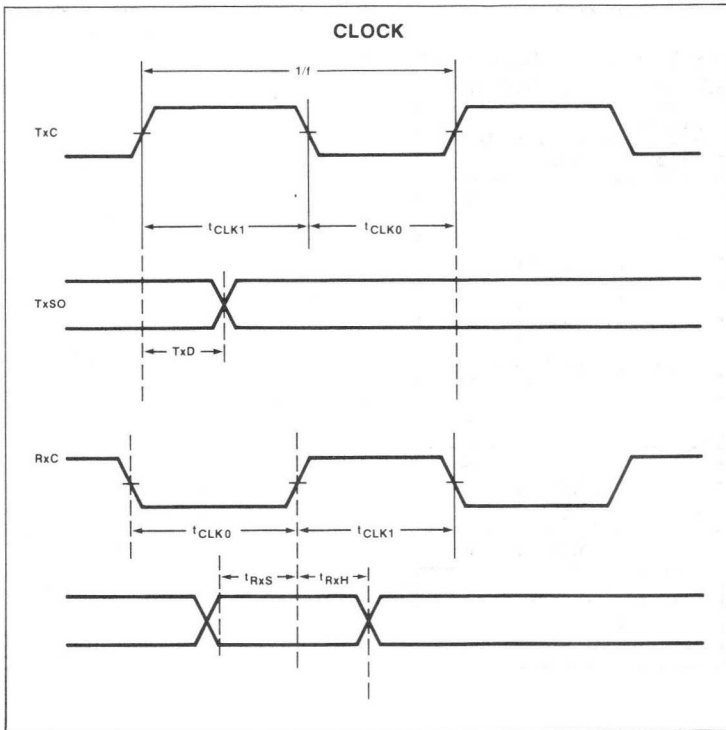 CLOCK
1/f
TxC
tCLK1
tCLK0
TxSO
TxD
RxC
tCLK0
tCLK1
tRxS
tRxH